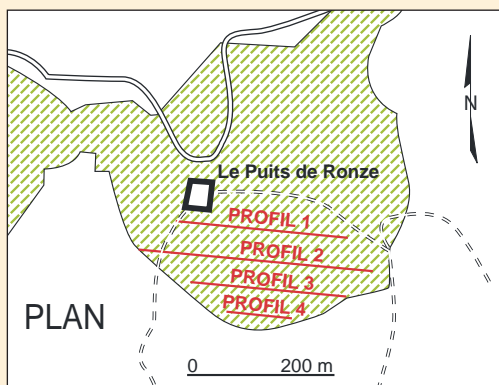 N
Le Puits de Ronze
PROFIL 1
PROFIL 2
PROFIL 3
PROFIL 4
PLAN
0 200 m